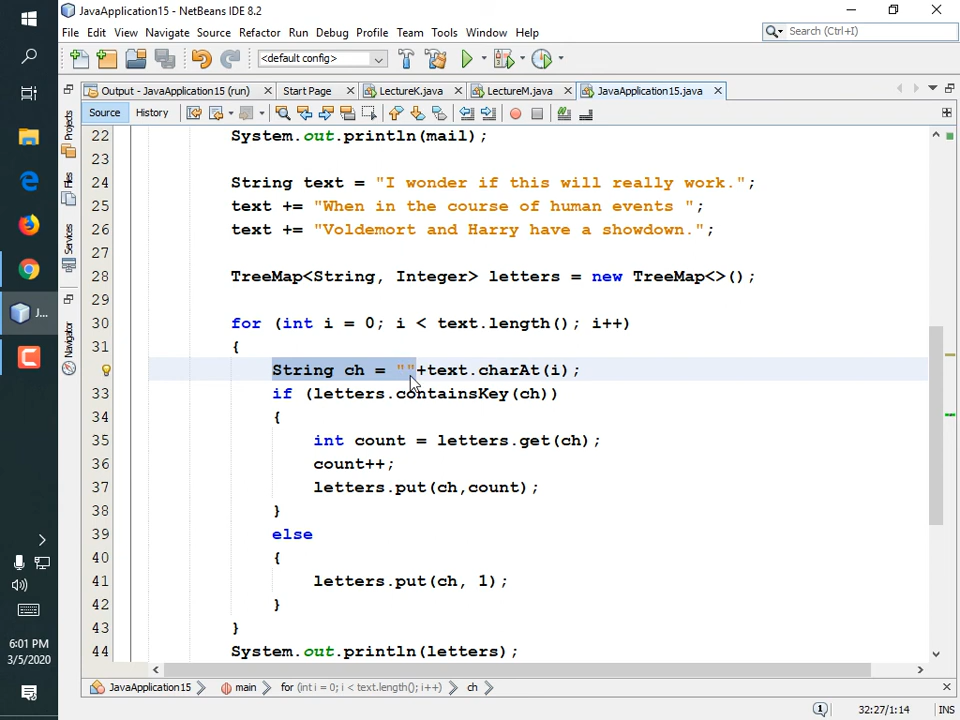 JavaApplication15 - NetBeans IDE 8.2
File Edit View Navigate Source Refactor Run Debug Profile Team Tools Window Help
<default config>
Search (Ctrl+I)
Output - JavaApplication15 (run)
Start Page
LectureK.java
LectureM.java
JavaApplication15.java
Source
History
Projects
Files
Services
Navigator
J...
22 System.out.println(mail);
23
24 String text = "I wonder if this will really work.";
25 text += "When in the course of human events ";
26 text += "Voldemort and Harry have a showdown.";
27
28 TreeMap<String, Integer> letters = new TreeMap<>();
29
30 for (int i = 0; i < text.length(); i++)
31 {
String ch = ""+text.charAt(i);
33 if (letters.containsKey(ch))
34 {
35 int count = letters.get(ch);
36 count++;
37 letters.put(ch,count);
38 }
39 else
40 {
41 letters.put(ch, 1);
42 }
43 }
44 System.out.println(letters);
JavaApplication15
main
for (int i = 0; i < text.length(); i++)
ch
1
32:27/1:14
INS
6:01 PM
3/5/2020